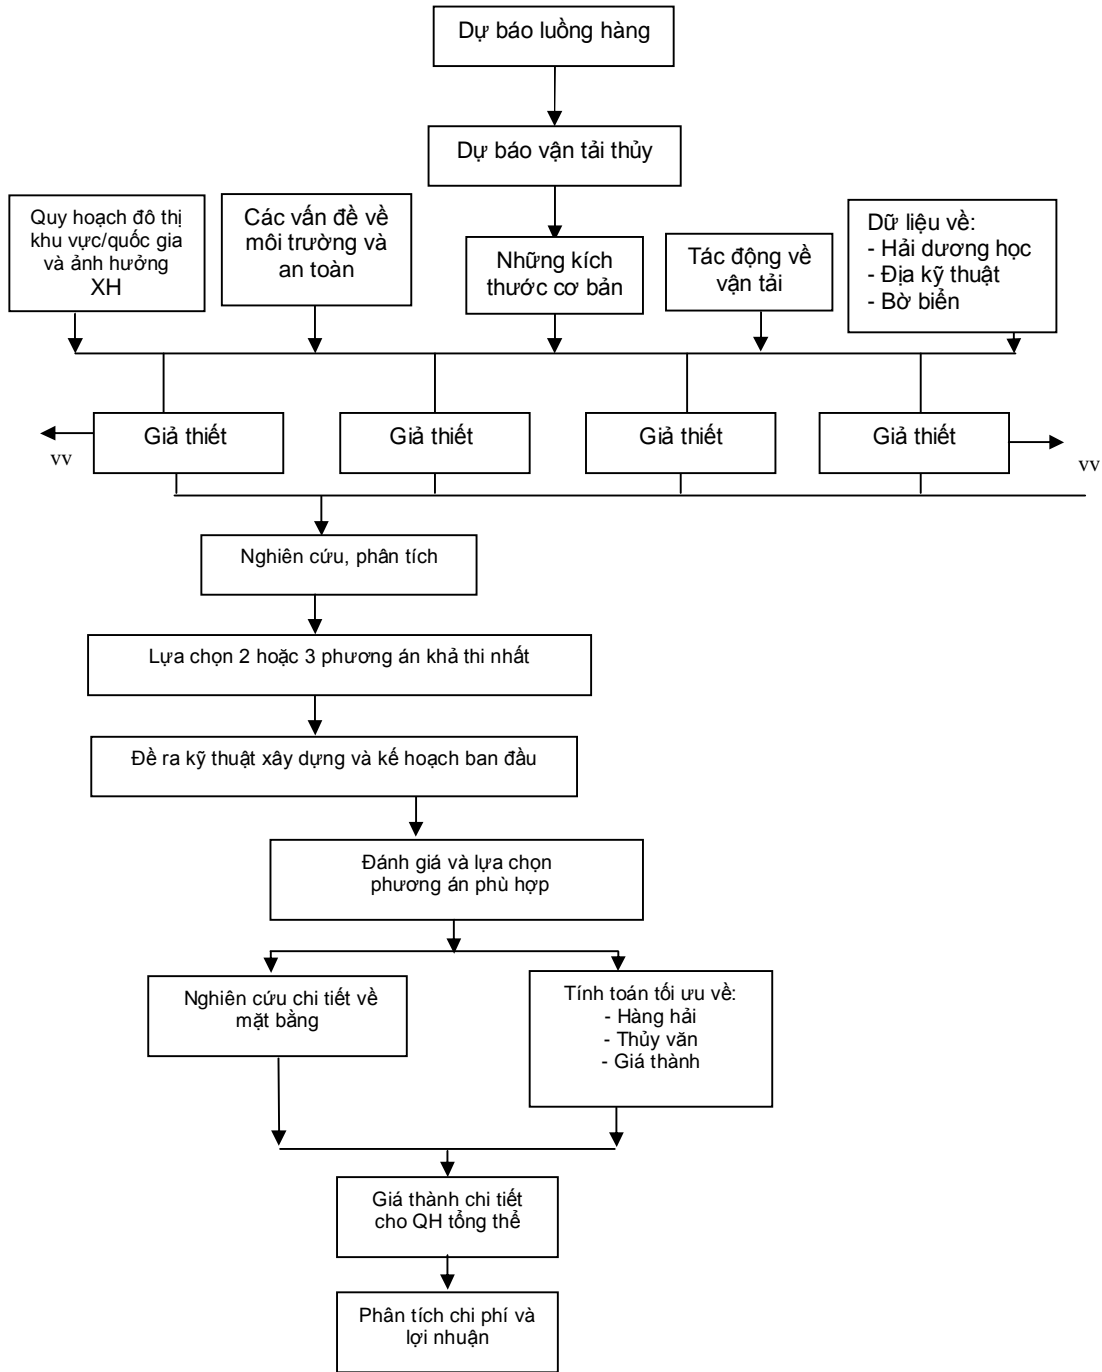 Dự báo luồng hàng
Dự báo vận tải thủy
Quy hoạch đô thị
khu vực/quốc gia
và ảnh hưởng
XH
Các vấn đề về
môi trường và
an toàn
Những kích
thước cơ bản
Tác động về
vận tải
Dữ liệu về:
- Hải dương học
- Địa kỹ thuật
- Bờ biển
Giả thiết
Giả thiết
Giả thiết
Giả thiết
vv
vv
Nghiên cứu, phân tích
Lựa chọn 2 hoặc 3 phương án khả thi nhất
Đề ra kỹ thuật xây dựng và kế hoạch ban đầu
Đánh giá và lựa chọn
phương án phù hợp
Nghiên cứu chi tiết về
mặt bằng
Tính toán tối ưu về:
- Hàng hải
- Thủy văn
- Giá thành
Giá thành chi tiết
cho QH tổng thể
Phân tích chi phí và
lợi nhuận